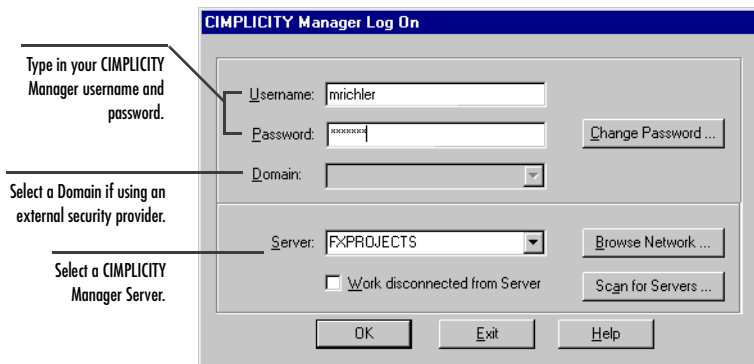 CIMPLICITY Manager Log On
Type in your CIMPLICITY
Manager username and
password.
Username: mrichler
Password: *******
Change Password ...
Domain:
Select a Domain if using an
external security provider.
Server: FXPROJECTS
Browse Network ...
Select a CIMPLICITY
Manager Server.
Work disconnected from Server
Scan for Servers ...
OK
Exit
Help